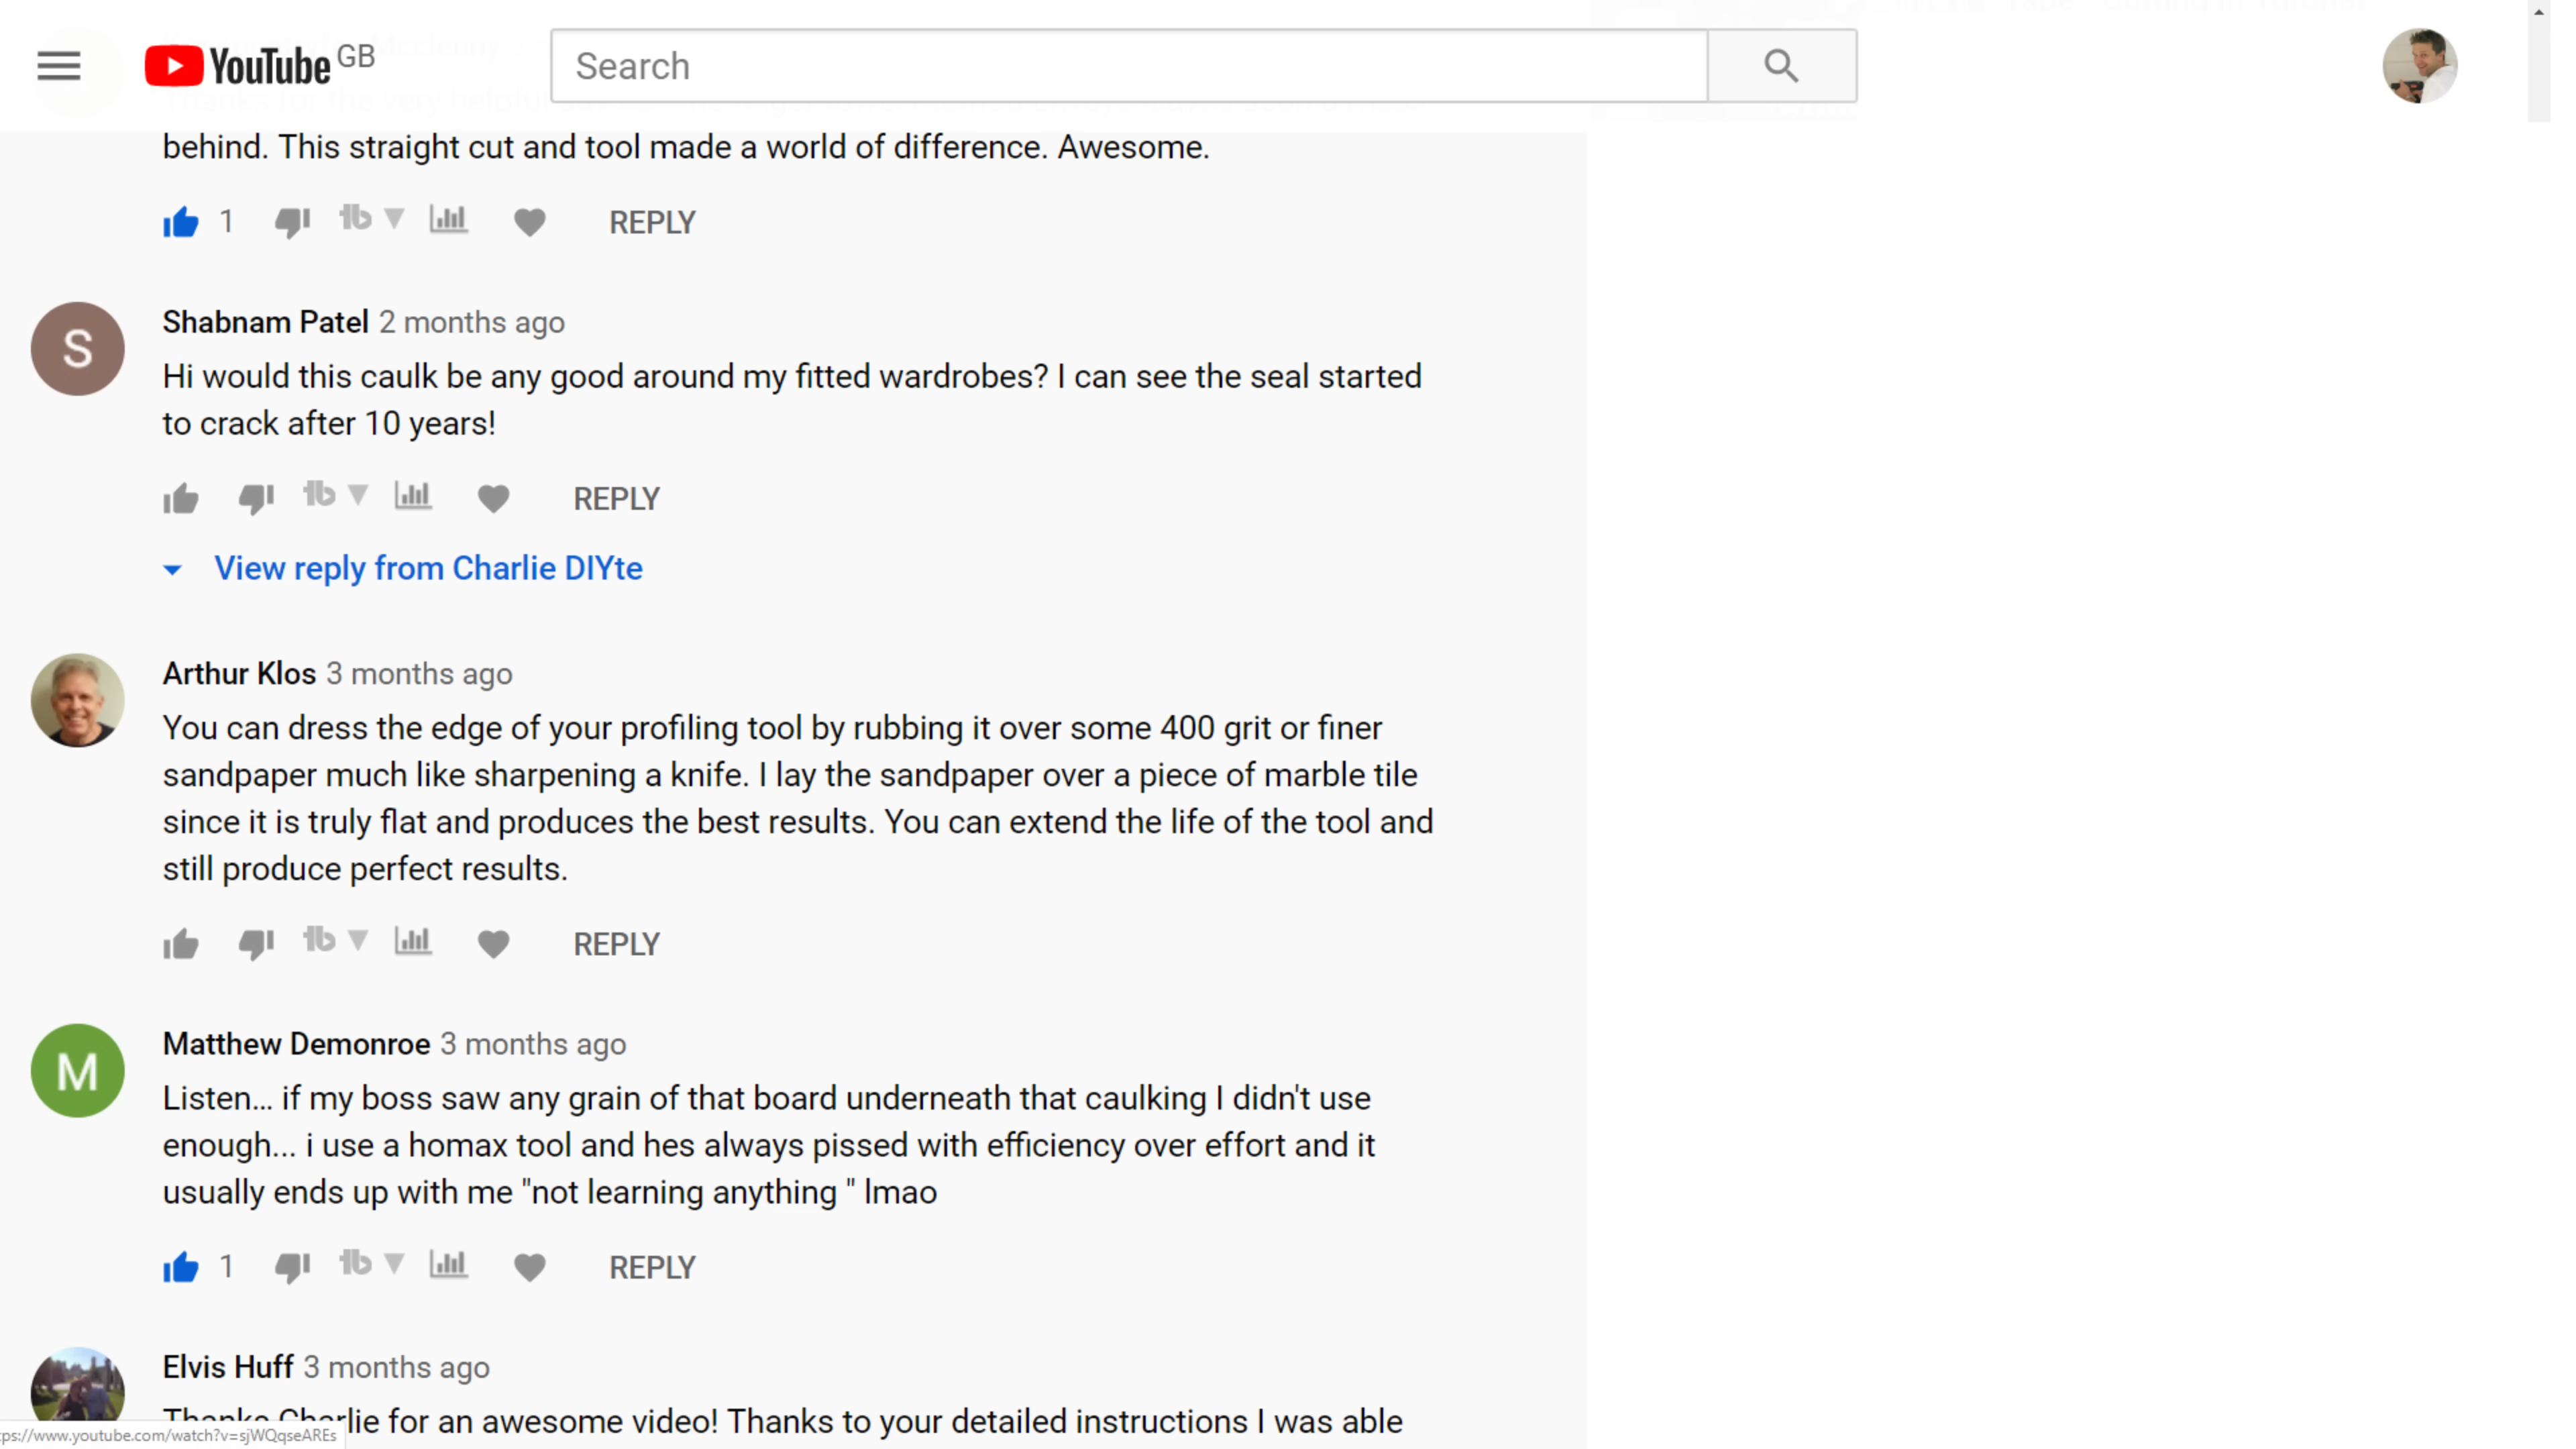 YouTube GB
Search
behind. This straight cut and tool made a world of difference. Awesome.
1 REPLY
S
Shabnam Patel 2 months ago
Hi would this caulk be any good around my fitted wardrobes? I can see the seal started
to crack after 10 years!
REPLY
View reply from Charlie DIYte
Arthur Klos 3 months ago
You can dress the edge of your profiling tool by rubbing it over some 400 grit or finer
sandpaper much like sharpening a knife. I lay the sandpaper over a piece of marble tile
since it is truly flat and produces the best results. You can extend the life of the tool and
still produce perfect results.
REPLY
M
Matthew Demonroe 3 months ago
Listen... if my boss saw any grain of that board underneath that caulking I didn't use
enough... i use a homax tool and hes always pissed with efficiency over effort and it
usually ends up with me "not learning anything " lmao
1 REPLY
Elvis Huff 3 months ago
Thanks Charlie for an awesome video! Thanks to your detailed instructions I was able
ps://www.youtube.com/watch?v=sjWQqseAREs